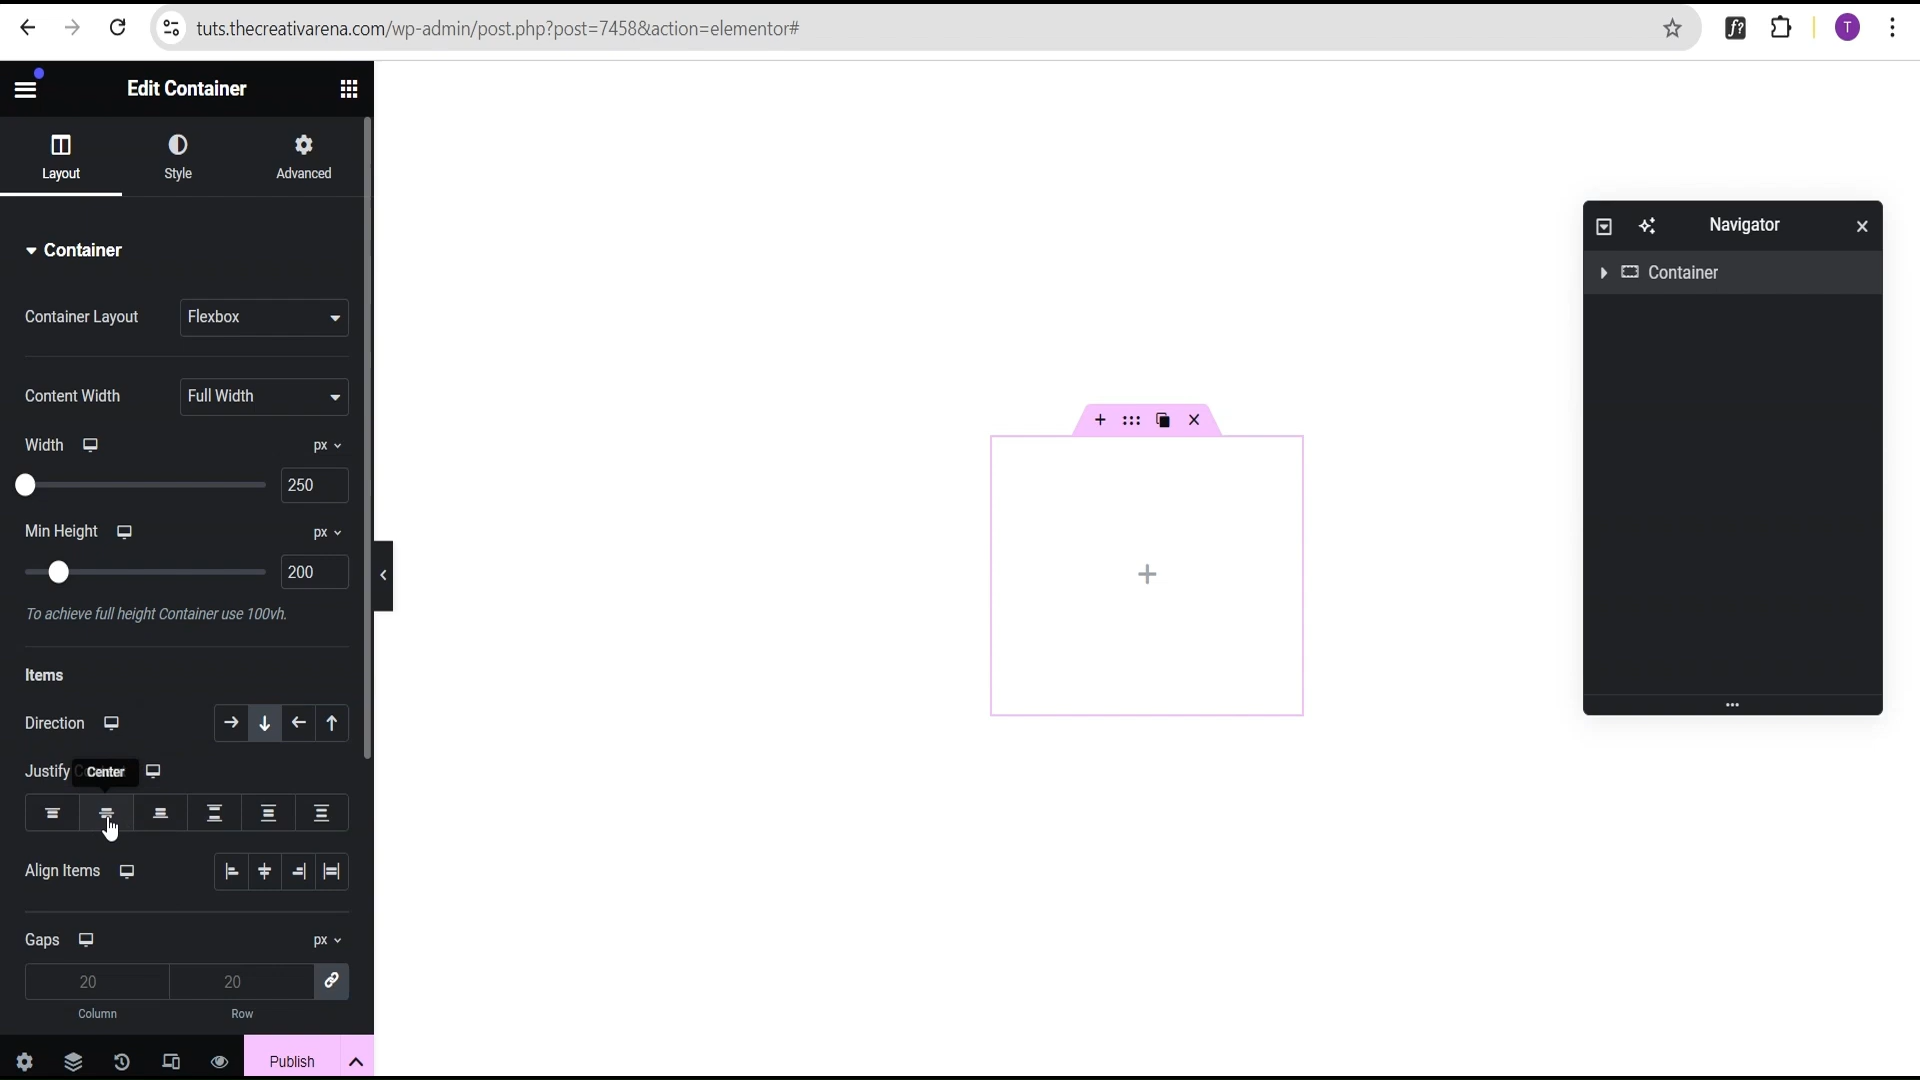 tuts.thecreativarena.com/wp-admin/post.php?post=7458&action=elementor#
T
Edit Container
Layout
Style
Advanced
Container
Container Layout
Flexbox
Content Width
Full Width
Width
px
250
Min Height
px
200
To achieve full height Container use 100vh.
Items
Direction
Justify
Center
Align Items
Gaps
px
20
20
Column
Row
Publish
Navigator
Container